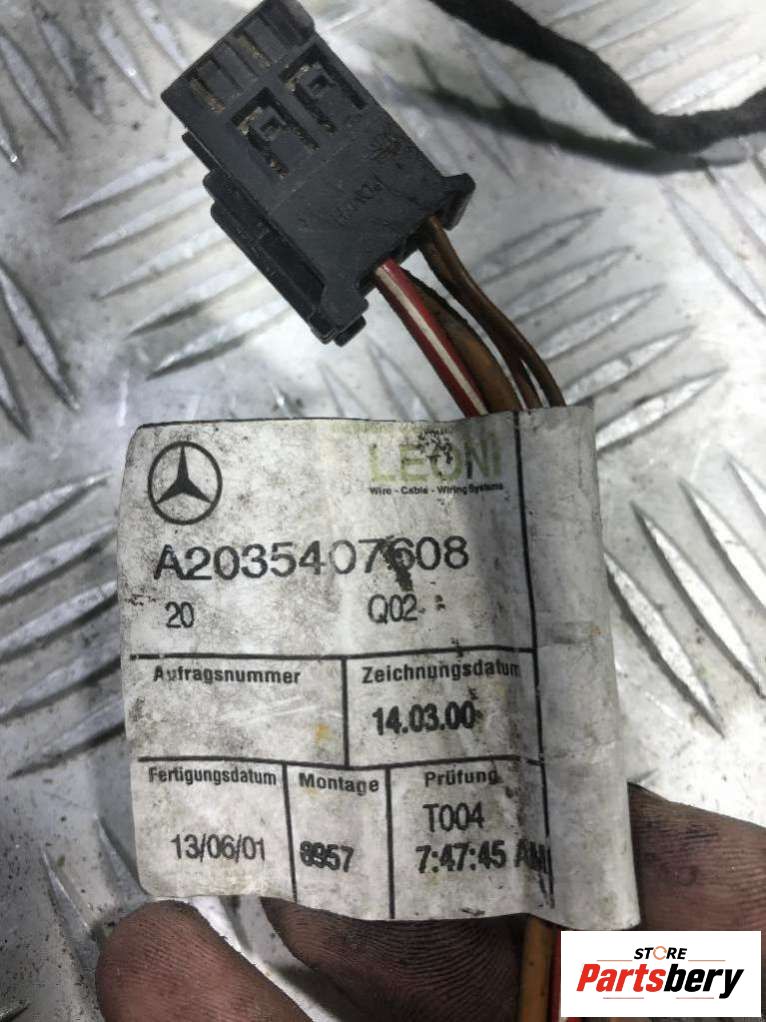 LEONI
Wire - Cable - Wiring Systems
A2035407608
20 Q02
Aufragsnummer
Zeichnungsdatum
14.03.00
Fertigungsdatum
Montage
Prüfung
13/06/01
8957
T004
7:47:45 AM
STORE
Partsbery